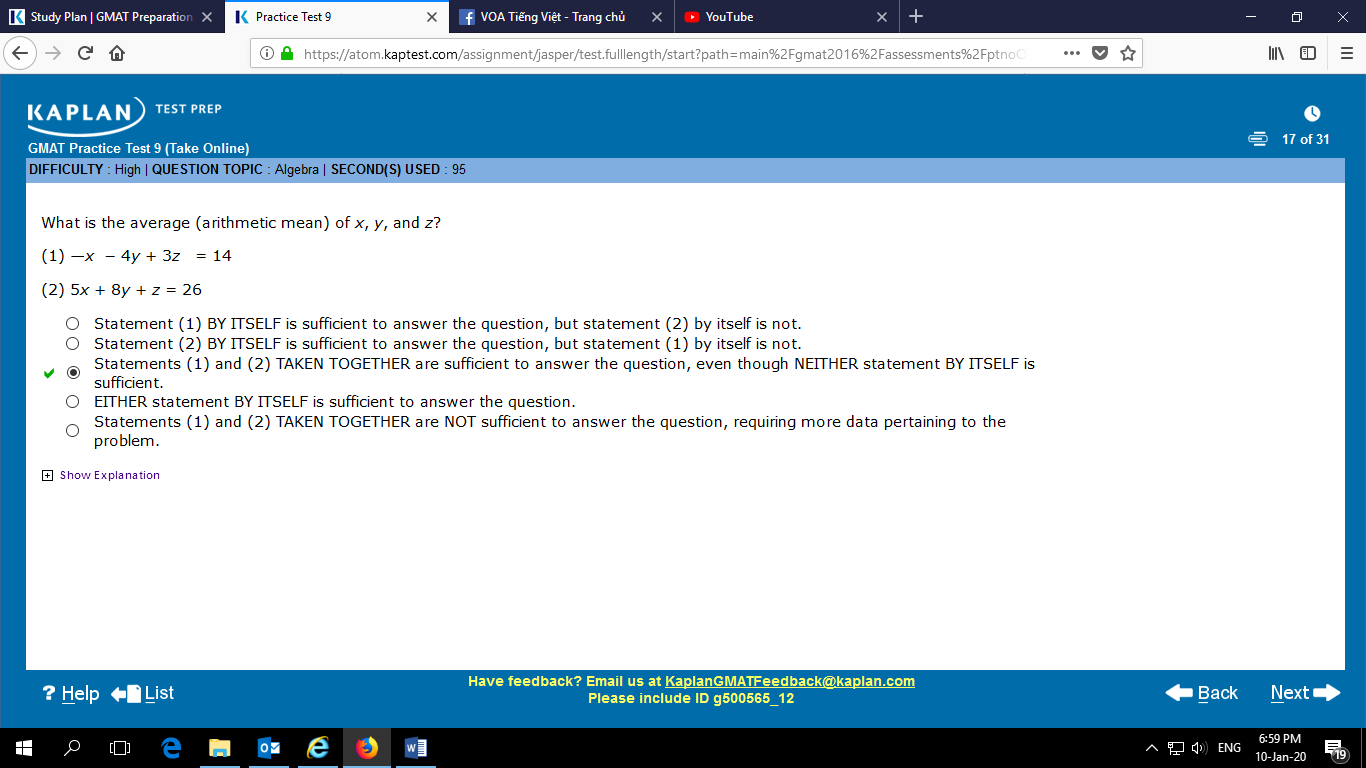 Study Plan | GMAT Preparation
Practice Test 9
VOA Tiếng Việt - Trang chủ
YouTube
https://atom.kaptest.com/assignment/jasper/test.fulllength/start?path=main%2Fgmat2016%2Fassessments%2Fptno
KAPLAN TEST PREP
GMAT Practice Test 9 (Take Online)
17 of 31
DIFFICULTY : High | QUESTION TOPIC : Algebra | SECOND(S) USED : 95
What is the average (arithmetic mean) of x, y, and z?
(1) —x – 4y + 3z = 14
(2) 5x + 8y + z = 26
Statement (1) BY ITSELF is sufficient to answer the question, but statement (2) by itself is not.
Statement (2) BY ITSELF is sufficient to answer the question, but statement (1) by itself is not.
Statements (1) and (2) TAKEN TOGETHER are sufficient to answer the question, even though NEITHER statement BY ITSELF is
sufficient.
EITHER statement BY ITSELF is sufficient to answer the question.
Statements (1) and (2) TAKEN TOGETHER are NOT sufficient to answer the question, requiring more data pertaining to the
problem.
Show Explanation
? Help
List
Have feedback? Email us at KaplanGMATFeedback@kaplan.com
Please include ID g500565_12
Back
Next
ENG
6:59 PM
10-Jan-20
19